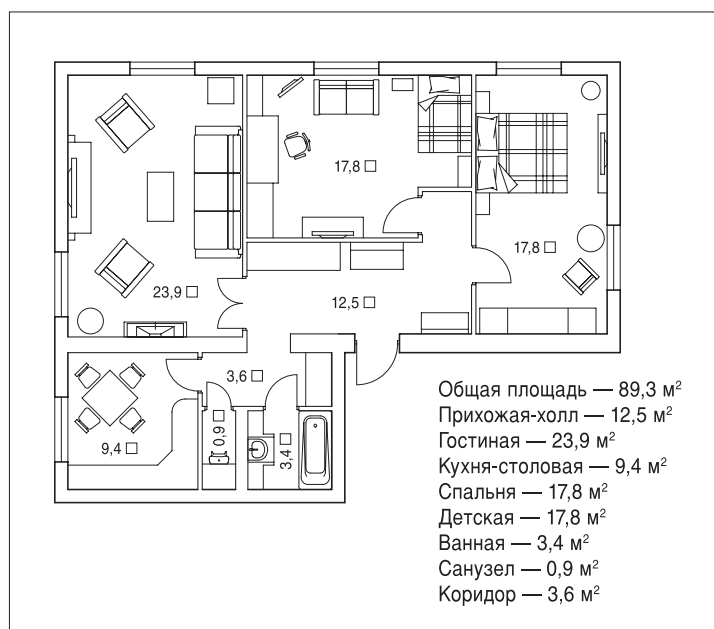 17,8
17,8
23,9
12,5
3,6
9,4
0,9
3,4
Общая площадь — 89,3 м²
Прихожая-холл — 12,5 м²
Гостиная — 23,9 м²
Кухня-столовая — 9,4 м²
Спальня — 17,8 м²
Детская — 17,8 м²
Ванная — 3,4 м²
Санузел — 0,9 м²
Коридор — 3,6 м²